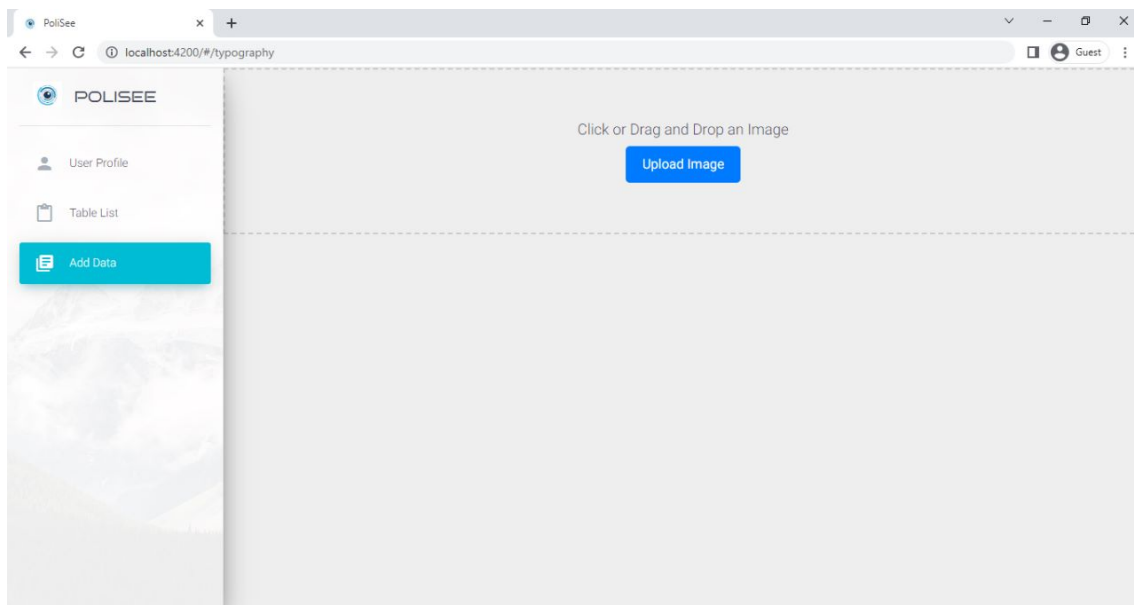 PoliSee
localhost:4200/#/typography
Guest
POLISEE
User Profile
Table List
Add Data
Click or Drag and Drop an Image
Upload Image